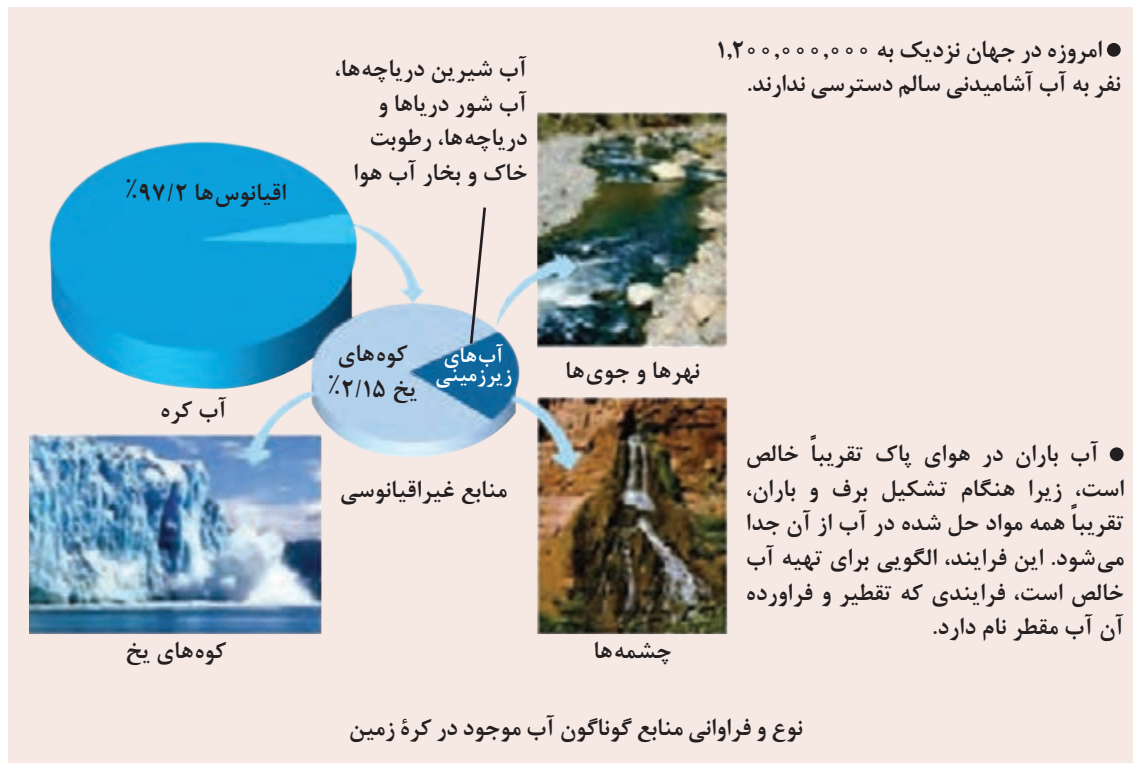 ● امروزه در جهان نزدیک به ۱,۲۰۰,۰۰۰,۰۰۰
نفر به آب آشامیدنی سالم دسترسی ندارند.
آب شیرین دریاچه‌ها،
آب شور دریاها و
دریاچه‌ها، رطوبت
خاک و بخار آب هوا
اقیانوس‌ها ۹۷/۲٪
آب‌های
زیرزمینی
کوه‌های
یخ ۲/۱۵٪
نهرها و جوی‌ها
آب کره
منابع غیراقیانوسی
● آب باران در هوای پاک تقریباً خالص
است، زیرا هنگام تشکیل برف و باران،
تقریباً همه مواد حل شده در آب از آن جدا
می‌شود. این فرایند، الگویی برای تهیه آب
خالص است، فرایندی که تقطیر و فراورده
آن آب مقطر نام دارد.
چشمه‌ها
کوه‌های یخ
نوع و فراوانی منابع گوناگون آب موجود در کرهٔ زمین